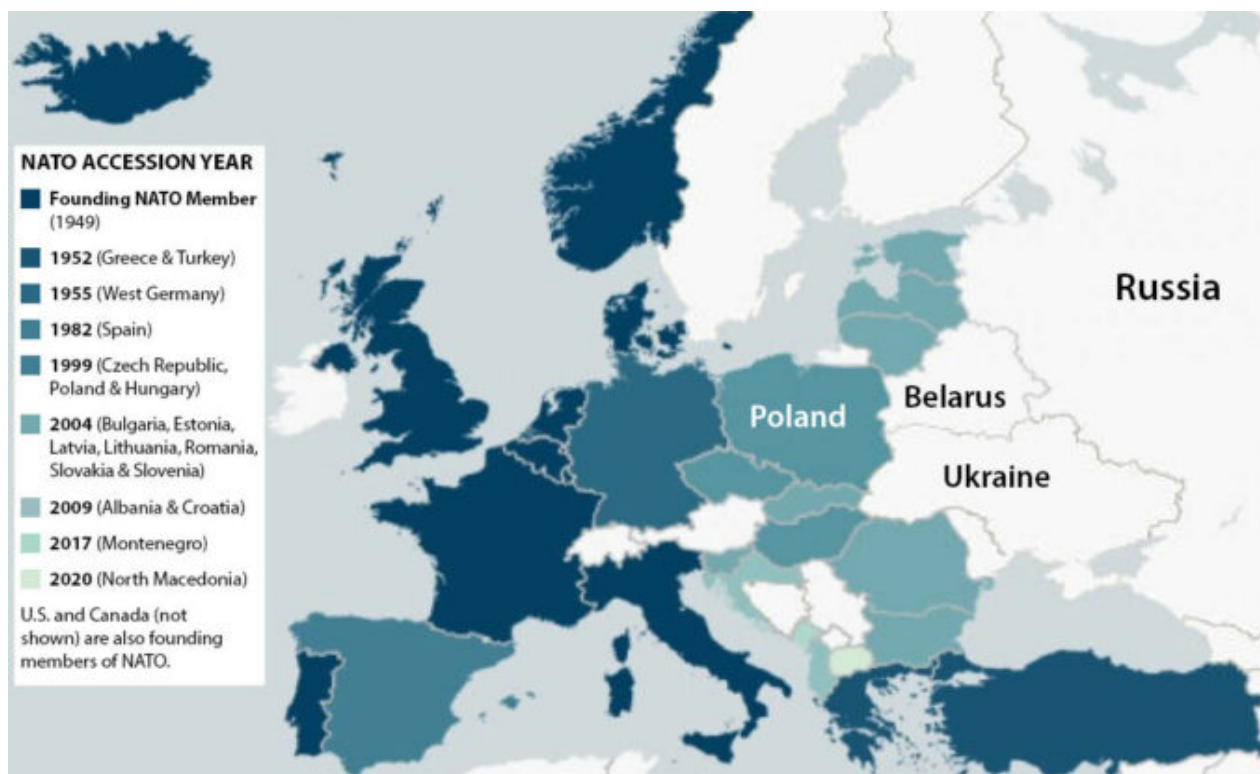 NATO ACCESSION YEAR
Founding NATO Member
(1949)
1952 (Greece & Turkey)
1955 (West Germany)
1982 (Spain)
1999 (Czech Republic,
Poland & Hungary)
2004 (Bulgaria, Estonia,
Latvia, Lithuania, Romania,
Slovakia & Slovenia)
2009 (Albania & Croatia)
2017 (Montenegro)
2020 (North Macedonia)
U.S. and Canada (not
shown) are also founding
members of NATO.
Russia
Belarus
Poland
Ukraine